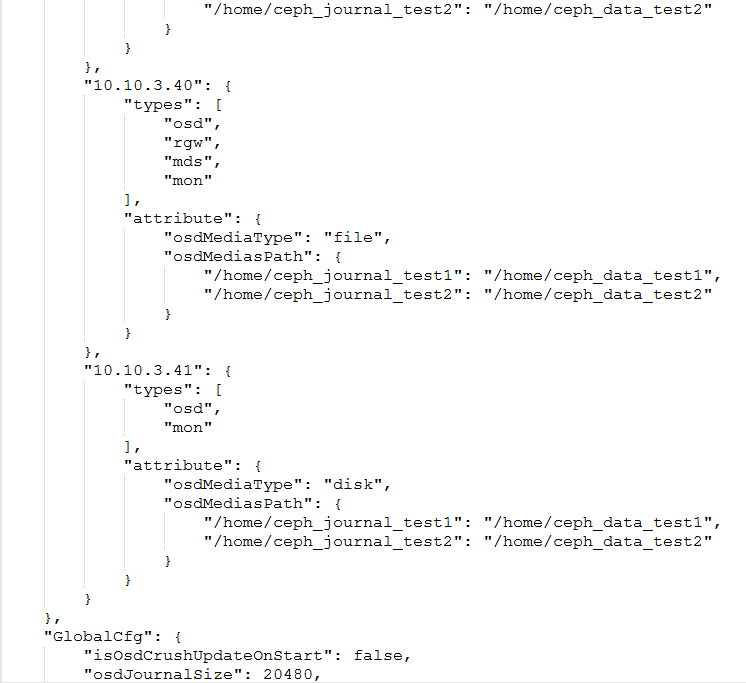 "/home/ceph_journal_test2": "/home/ceph_data_test2"
}
}
},
"10.10.3.40": {
"types": [
"osd",
"rgw",
"mds",
"mon"
],
"attribute": {
"osdMediaType": "file",
"osdMediasPath": {
"/home/ceph_journal_test1": "/home/ceph_data_test1",
"/home/ceph_journal_test2": "/home/ceph_data_test2"
}
}
},
"10.10.3.41": {
"types": [
"osd",
"mon"
],
"attribute": {
"osdMediaType": "disk",
"osdMediasPath": {
"/home/ceph_journal_test1": "/home/ceph_data_test1",
"/home/ceph_journal_test2": "/home/ceph_data_test2"
}
}
}
},
"GlobalCfg": {
"isOsdCrushUpdateOnStart": false,
"osdJournalSize": 20480,